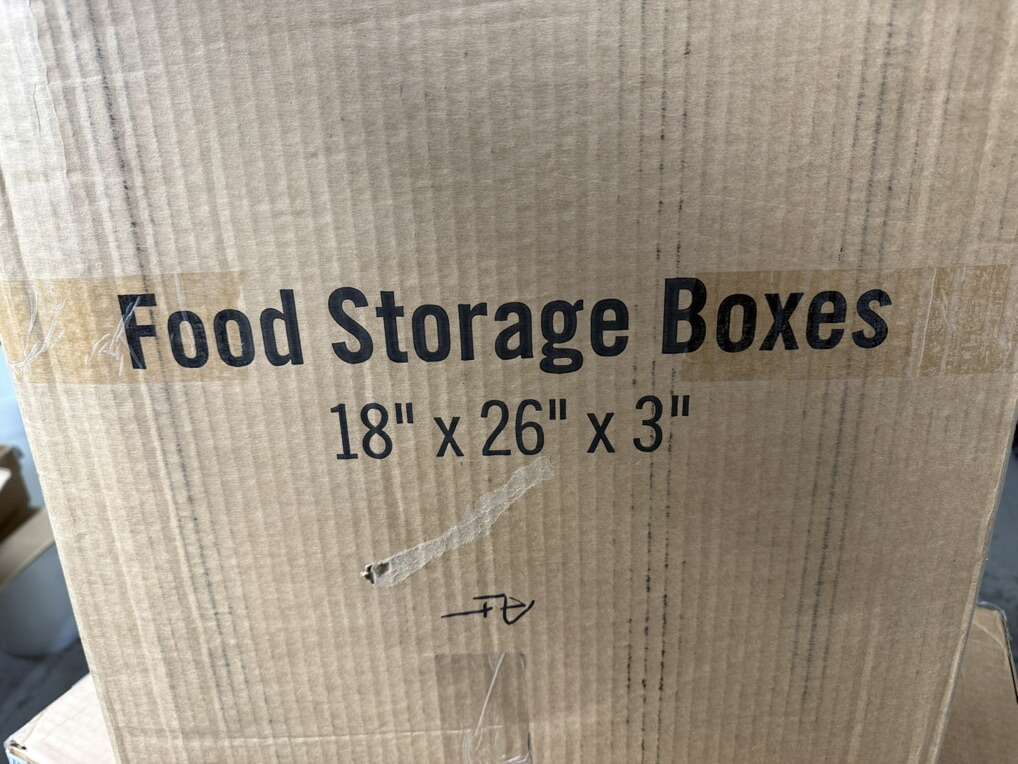 Food Storage Boxes
18" x 26" x 3"